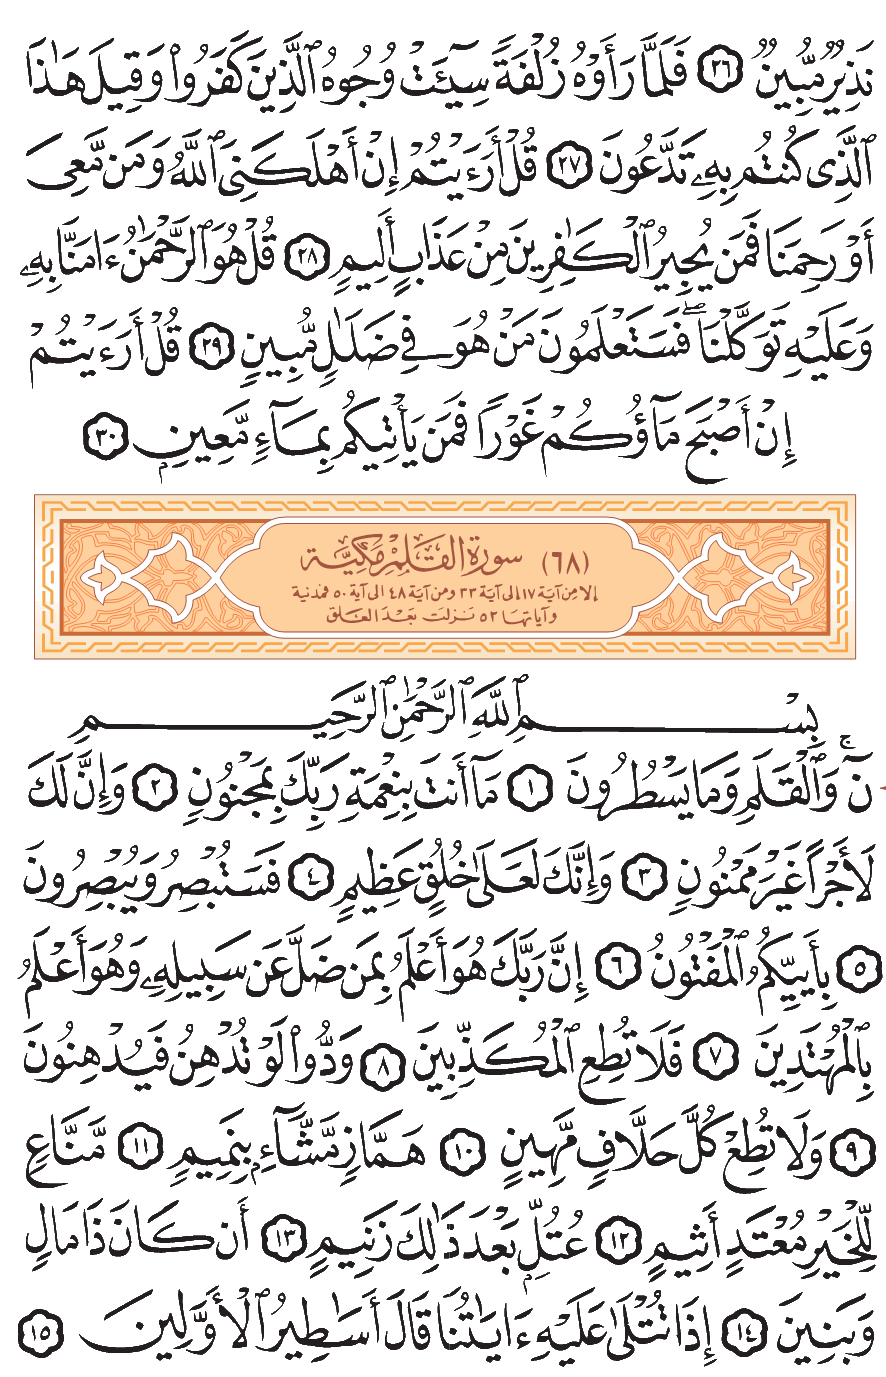 نَذِيرٌ مُّبِينٌ ٢٦ فَلَمَّا رَأَوْهُ زُلْفَةً سِيٓـَٔتْ وُجُوهُ ٱلَّذِينَ كَفَرُوا۟ وَقِيلَ هَـٰذَا
ٱلَّذِى كُنتُم بِهِۦ تَدَّعُونَ ٢٧ قُلْ أَرَءَيْتُمْ إِنْ أَهْلَكَنِىَ ٱللَّهُ وَمَن مَّعِىَ
أَوْ رَحِمَنَا فَمَن يُجِيرُ ٱلْكَـٰفِرِينَ مِنْ عَذَابٍ أَلِيمٍ ٢٨ قُلْ هُوَ ٱلرَّحْمَـٰنُ ءَامَنَّا بِهِۦ
وَعَلَيْهِ تَوَكَّلْنَا ۖ فَسَتَعْلَمُونَ مَنْ هُوَ فِى ضَلَـٰلٍ مُّبِينٍ ٢٩ قُلْ أَرَءَيْتُمْ
إِنْ أَصْبَحَ مَآؤُكُمْ غَوْرًا فَمَن يَأْتِيكُم بِمَآءٍ مَّعِينٍۭ ٣٠
(٦٨) سورة القلم مكية
إلا من آية ١٧ إلى آية ٣٣ ومن آية ٤٨ الى آية ٥٠ فمدنية
وآياتها ٥٢ نزلت بعد العلق
بِسْمِ ٱللَّهِ ٱلرَّحْمَـٰنِ ٱلرَّحِيمِ
نٓ ۚ وَٱلْقَلَمِ وَمَا يَسْطُرُونَ ١ مَآ أَنتَ بِنِعْمَةِ رَبِّكَ بِمَجْنُونٍ ٢ وَإِنَّ لَكَ
لَأَجْرًا غَيْرَ مَمْنُونٍ ٣ وَإِنَّكَ لَعَلَىٰ خُلُقٍ عَظِيمٍ ٤ فَسَتُبْصِرُ وَيُبْصِرُونَ
٥ بِأَييِّكُمُ ٱلْمَفْتُونُ ٦ إِنَّ رَبَّكَ هُوَ أَعْلَمُ بِمَن ضَلَّ عَن سَبِيلِهِۦ وَهُوَ أَعْلَمُ
بِٱلْمُهْتَدِينَ ٧ فَلَا تُطِعِ ٱلْمُكَذِّبِينَ ٨ وَدُّوا۟ لَوْ تُدْهِنُ فَيُدْهِنُونَ
٩ وَلَا تُطِعْ كُلَّ حَلَّافٍ مَّهِينٍ ١٠ هَمَّازٍ مَّشَّآءٍۭ بِنَمِيمٍ ١١ مَّنَّاعٍ
لِّلْخَيْرِ مُعْتَدٍ أَثِيمٍ ١٢ عُتُلٍّۭ بَعْدَ ذَٰلِكَ زَنِيمٍ ١٣ أَن كَانَ ذَا مَالٍ
وَبَنِينَ ١٤ إِذَا تُتْلَىٰ عَلَيْهِ ءَايَـٰتُنَا قَالَ أَسَـٰطِيرُ ٱلْأَوَّلِينَ ١٥